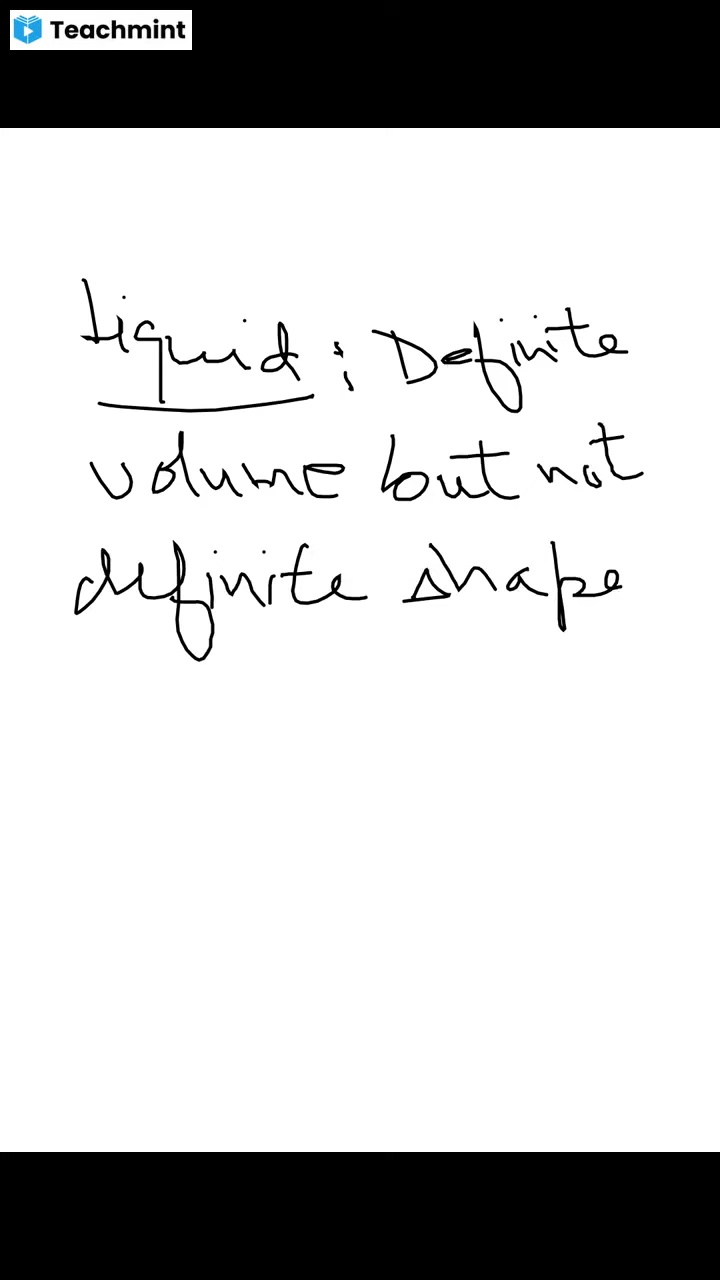 Teachmint
Liquid : Definite
volume but not
definite shape